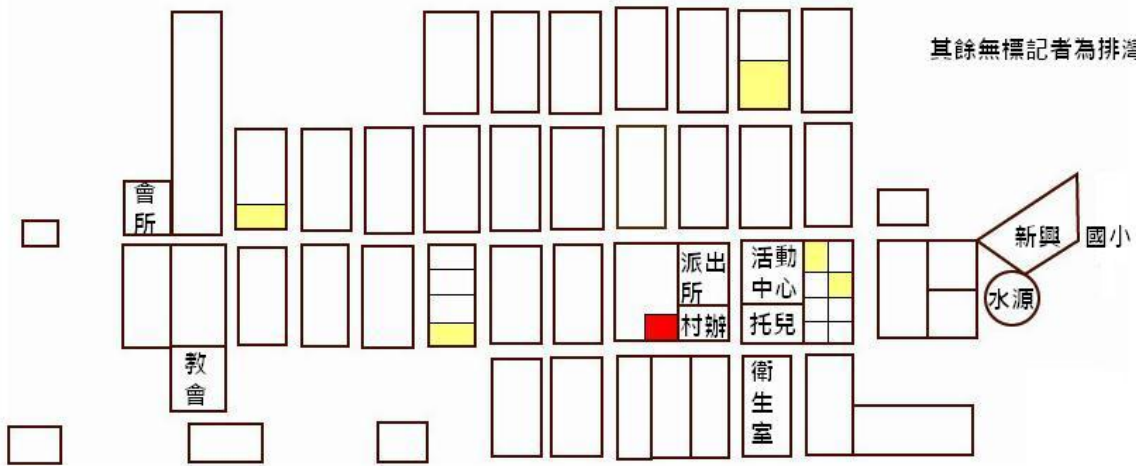 其餘無標記者為排灣
會
所
新興 國小
派出
所
活動
中心
水源
村辦
托兒
教
會
衛
生
室